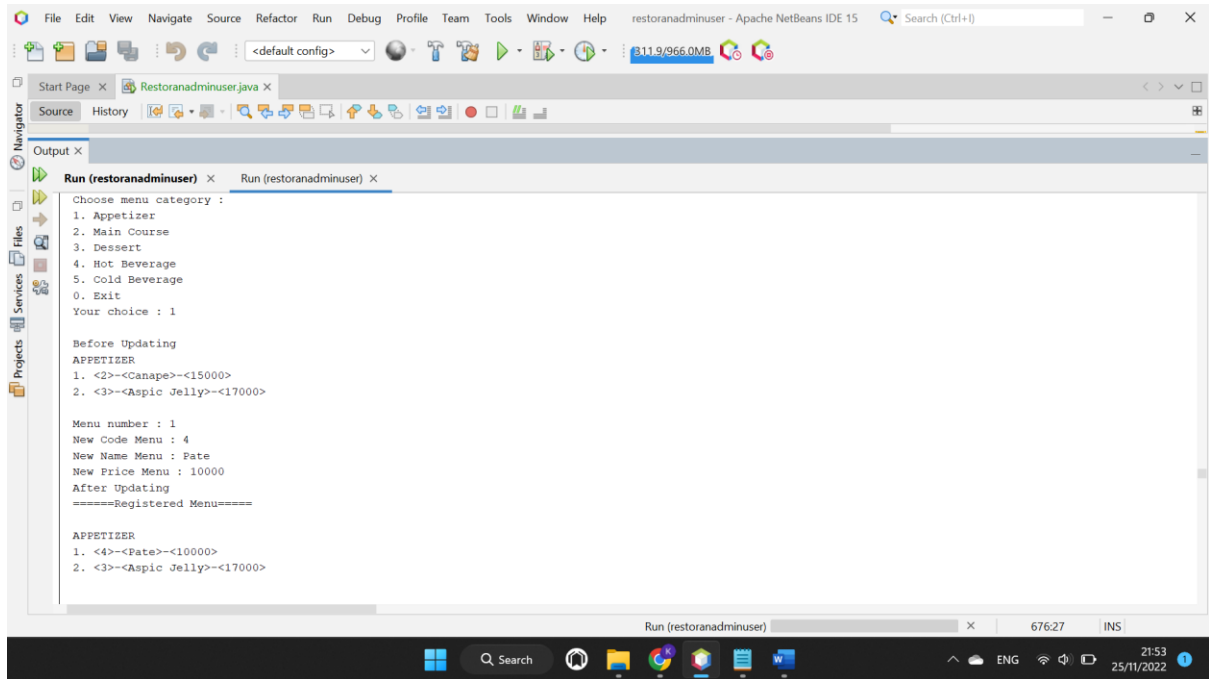 File Edit View Navigate Source Refactor Run Debug Profile Team Tools Window Help restoranadminuser - Apache NetBeans IDE 15 Search (Ctrl+I)
<default config> 311.9/966.0MB
Start Page Restoranadminuser.java
Source History
Navigator
Files
Services
Projects
Output
Run (restoranadminuser) Run (restoranadminuser)
Choose menu category :
1. Appetizer
2. Main Course
3. Dessert
4. Hot Beverage
5. Cold Beverage
0. Exit
Your choice : 1
Before Updating
APPETIZER
1. <2>-<Canape>-<15000>
2. <3>-<Aspic Jelly>-<17000>
Menu number : 1
New Code Menu : 4
New Name Menu : Pate
New Price Menu : 10000
After Updating
======Registered Menu=====
APPETIZER
1. <4>-<Pate>-<10000>
2. <3>-<Aspic Jelly>-<17000>
Run (restoranadminuser) 676:27 INS
Search K W ENG 21:53 1
25/11/2022